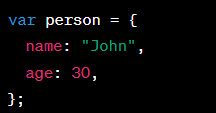 var person = {
  name: "John",
  age: 30,
};